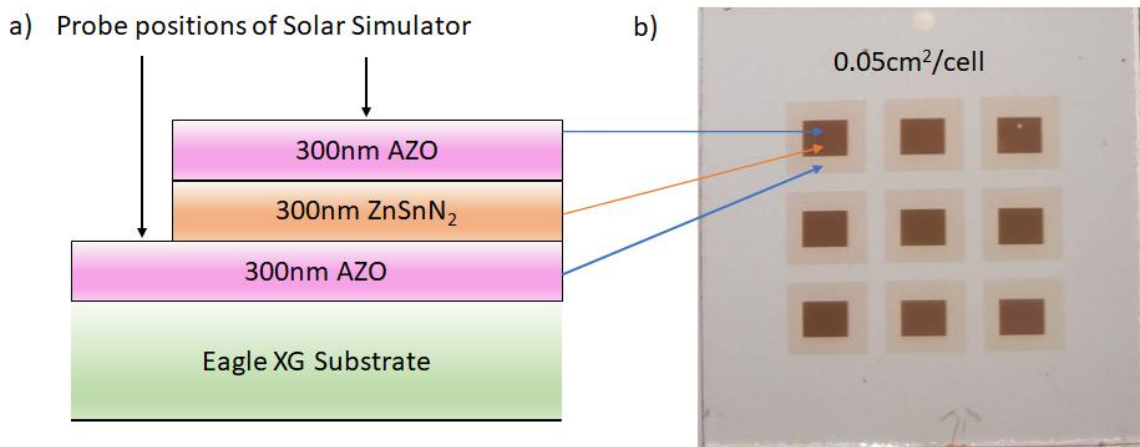 a) Probe positions of Solar Simulator
300nm AZO
300nm ZnSnN₂
300nm AZO
Eagle XG Substrate
b)
0.05cm²/cell